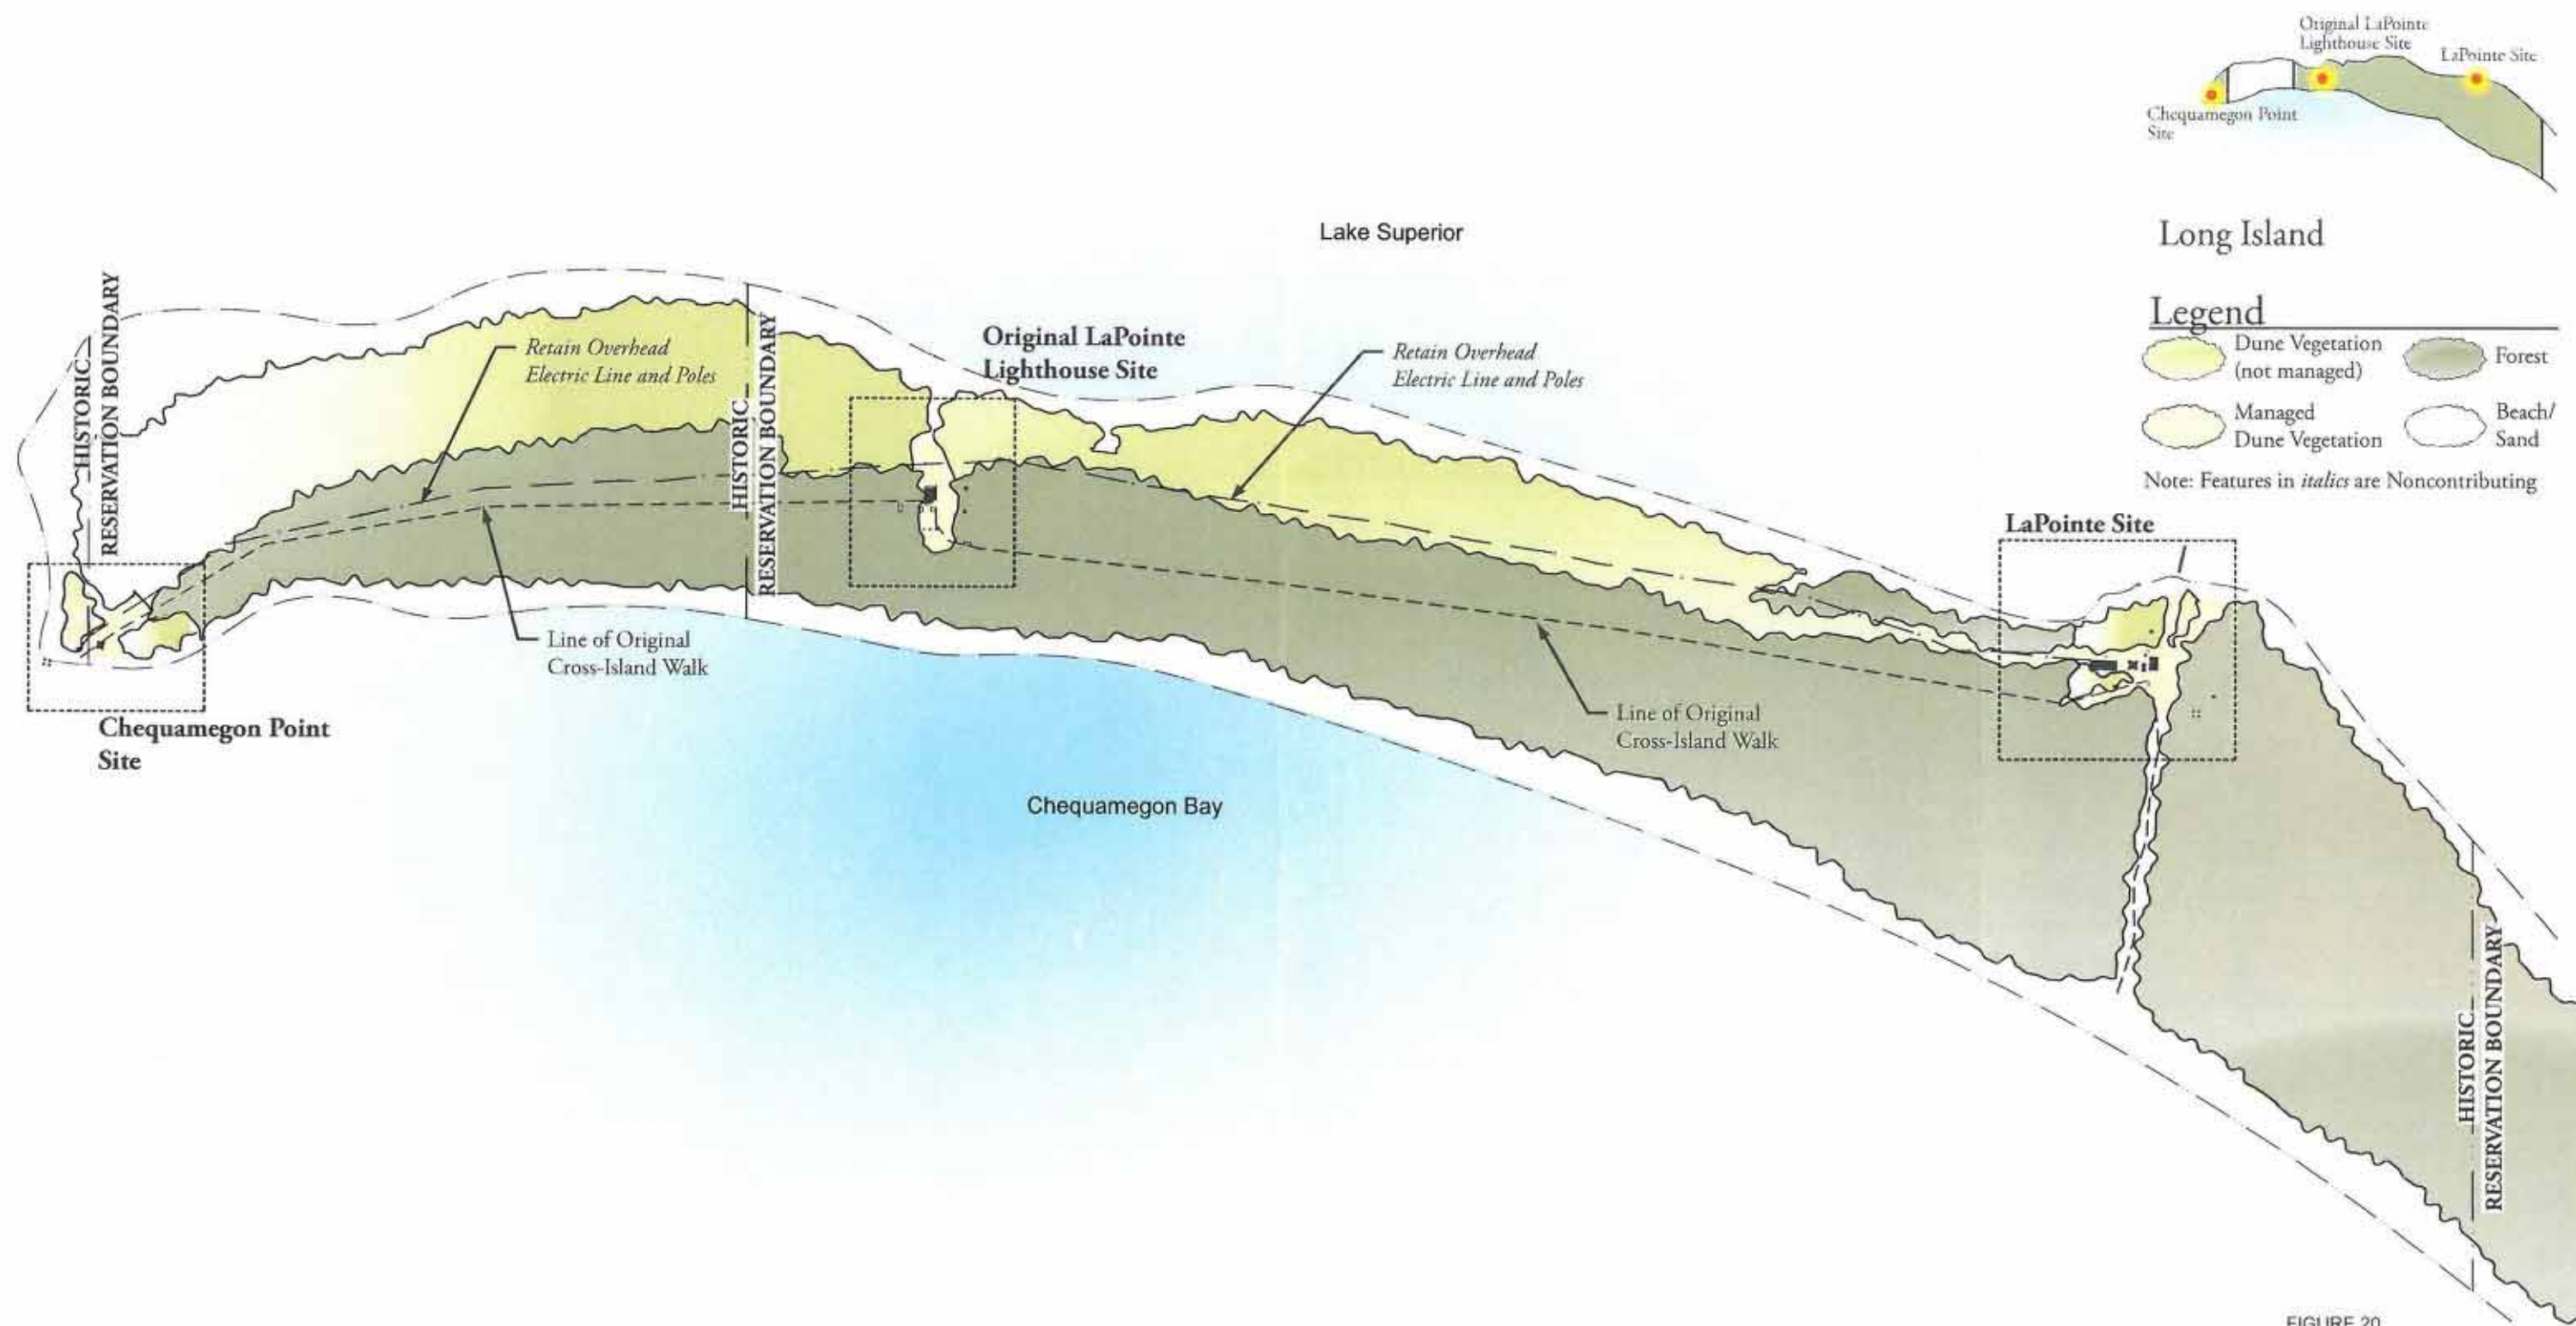 Original LaPointe
Lighthouse Site
LaPointe Site
Chequamegon Point
Site
Long Island
Legend
Dune Vegetation
(not managed)
Forest
Managed
Dune Vegetation
Beach/
Sand
Note: Features in italics are Noncontributing
Lake Superior
HISTORIC
RESERVATION BOUNDARY
Retain Overhead
Electric Line and Poles
HISTORIC
RESERVATION BOUNDARY
Original LaPointe
Lighthouse Site
Retain Overhead
Electric Line and Poles
LaPointe Site
Line of Original
Cross-Island Walk
Line of Original
Cross-Island Walk
Chequamegon Point
Site
Chequamegon Bay
HISTORIC
RESERVATION BOUNDARY
FIGURE 20